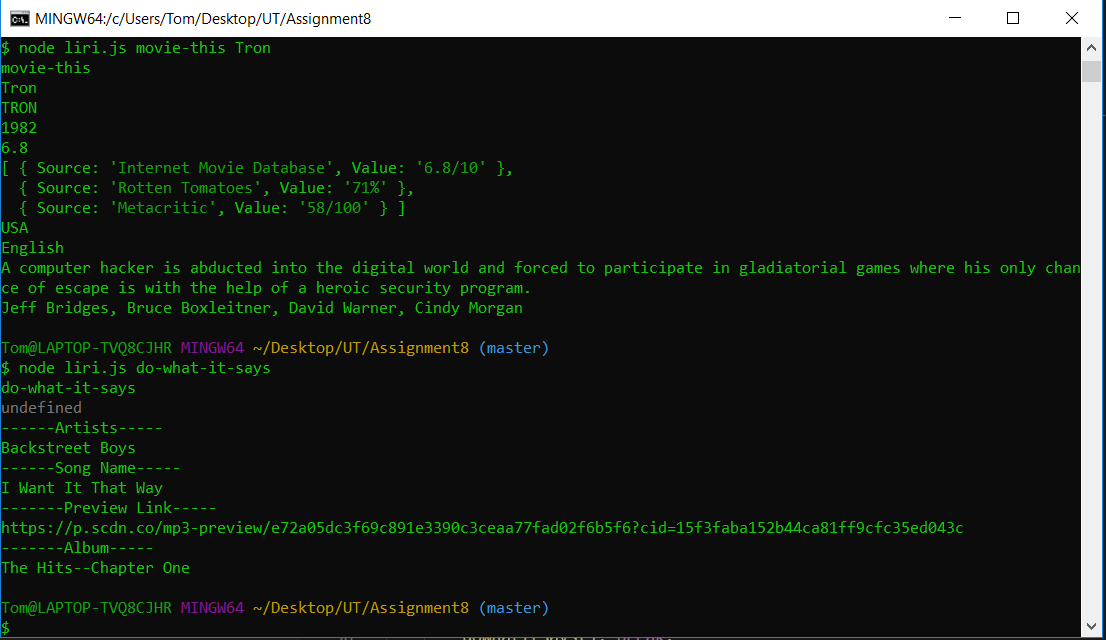 MINGW64:/c/Users/Tom/Desktop/UT/Assignment8
$ node liri.js movie-this Tron
movie-this
Tron
TRON
1982
6.8
[ { Source: 'Internet Movie Database', Value: '6.8/10' },
  { Source: 'Rotten Tomatoes', Value: '71%' },
  { Source: 'Metacritic', Value: '58/100' } ]
USA
English
A computer hacker is abducted into the digital world and forced to participate in gladiatorial games where his only chan
ce of escape is with the help of a heroic security program.
Jeff Bridges, Bruce Boxleitner, David Warner, Cindy Morgan
Tom@LAPTOP-TVQ8CJHR MINGW64 ~/Desktop/UT/Assignment8 (master)
$ node liri.js do-what-it-says
do-what-it-says
undefined
------Artists-----
Backstreet Boys
------Song Name-----
I Want It That Way
-------Preview Link-----
https://p.scdn.co/mp3-preview/e72a05dc3f69c891e3390c3ceaa77fad02f6b5f6?cid=15f3faba152b44ca81ff9cfc35ed043c
-------Album-----
The Hits--Chapter One
Tom@LAPTOP-TVQ8CJHR MINGW64 ~/Desktop/UT/Assignment8 (master)
$